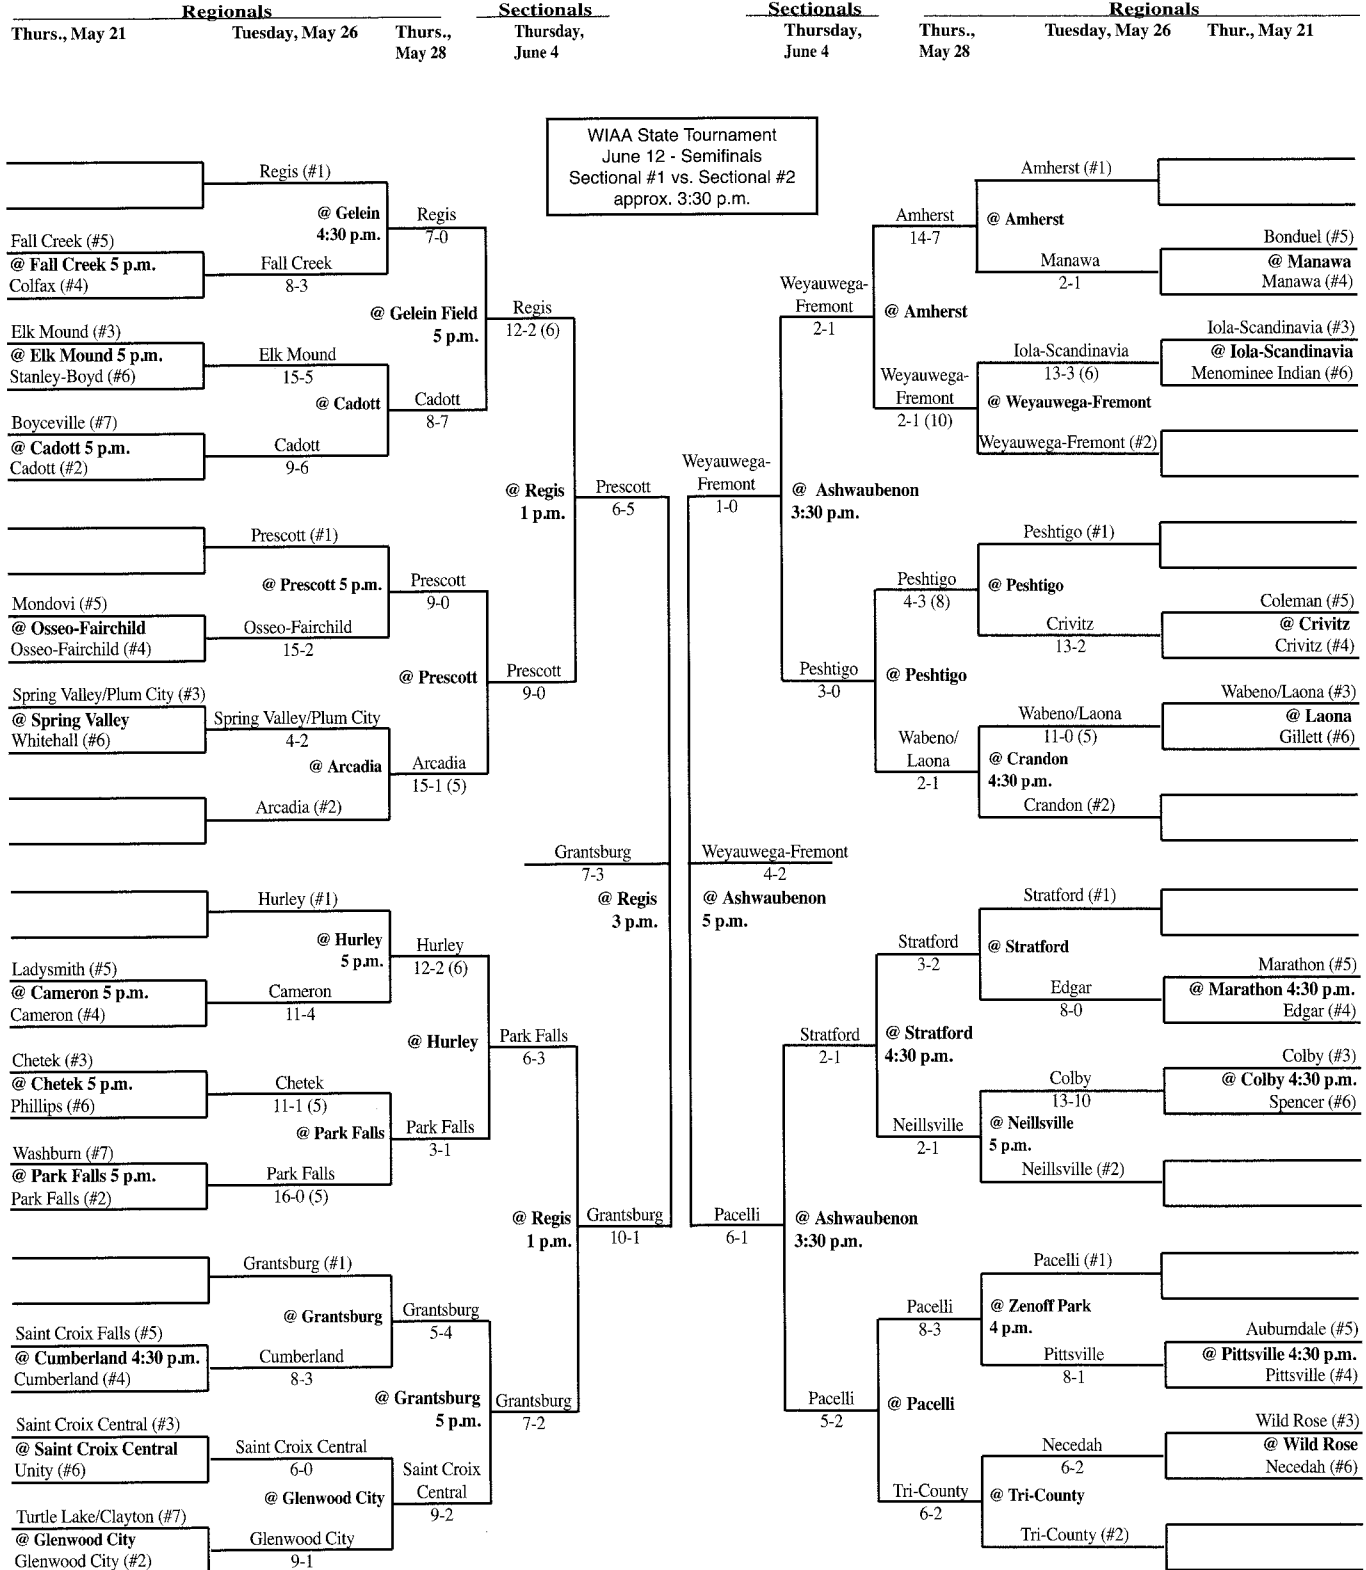 Regionals
Sectionals
Sectionals
Regionals
Thurs., May 21
Tuesday, May 26
Thurs.,
May 28
Thursday,
June 4
Thursday,
June 4
Thurs.,
May 28
Tuesday, May 26
Thur., May 21
WIAA State Tournament
June 12 - Semifinals
Sectional #1 vs. Sectional #2
approx. 3:30 p.m.
Regis (#1)
@ Gelein
4:30 p.m.
Regis
7-0
Fall Creek (#5)
@ Fall Creek 5 p.m.
Colfax (#4)
Fall Creek
8-3
@ Gelein Field
5 p.m.
Regis
12-2 (6)
Elk Mound (#3)
@ Elk Mound 5 p.m.
Stanley-Boyd (#6)
Elk Mound
15-5
@ Cadott
Cadott
8-7
Boyceville (#7)
@ Cadott 5 p.m.
Cadott (#2)
Cadott
9-6
@ Regis
1 p.m.
Prescott
6-5
Prescott (#1)
@ Prescott 5 p.m.
Prescott
9-0
Mondovi (#5)
@ Osseo-Fairchild
Osseo-Fairchild (#4)
Osseo-Fairchild
15-2
@ Prescott
Prescott
9-0
Spring Valley/Plum City (#3)
@ Spring Valley
Whitehall (#6)
Spring Valley/Plum City
4-2
@ Arcadia
Arcadia
15-1 (5)
Arcadia (#2)
Grantsburg
7-3
@ Regis
3 p.m.
Hurley (#1)
@ Hurley
5 p.m.
Hurley
12-2 (6)
Ladysmith (#5)
@ Cameron 5 p.m.
Cameron (#4)
Cameron
11-4
@ Hurley
Park Falls
6-3
Chetek (#3)
@ Chetek 5 p.m.
Phillips (#6)
Chetek
11-1 (5)
@ Park Falls
Park Falls
3-1
Washburn (#7)
@ Park Falls 5 p.m.
Park Falls (#2)
Park Falls
16-0 (5)
@ Regis
1 p.m.
Grantsburg
10-1
Grantsburg (#1)
@ Grantsburg
Grantsburg
5-4
Saint Croix Falls (#5)
@ Cumberland 4:30 p.m.
Cumberland (#4)
Cumberland
8-3
@ Grantsburg
5 p.m.
Grantsburg
7-2
Saint Croix Central (#3)
@ Saint Croix Central
Unity (#6)
Saint Croix Central
6-0
@ Glenwood City
Saint Croix
Central
9-2
Turtle Lake/Clayton (#7)
@ Glenwood City
Glenwood City (#2)
Glenwood City
9-1
Amherst (#1)
Amherst
14-7
@ Amherst
Bonduel (#5)
@ Manawa
Manawa (#4)
Manawa
2-1
Weyauwega-
Fremont
2-1
@ Amherst
Iola-Scandinavia (#3)
@ Iola-Scandinavia
Menominee Indian (#6)
Iola-Scandinavia
13-3 (6)
Weyauwega-
Fremont
2-1 (10)
@ Weyauwega-Fremont
Weyauwega-Fremont (#2)
Weyauwega-
Fremont
1-0
@ Ashwaubenon
3:30 p.m.
Peshtigo (#1)
Peshtigo
4-3 (8)
@ Peshtigo
Coleman (#5)
@ Crivitz
Crivitz (#4)
Crivitz
13-2
Peshtigo
3-0
@ Peshtigo
Wabeno/Laona (#3)
@ Laona
Gillett (#6)
Wabeno/Laona
11-0 (5)
Wabeno/
Laona
2-1
@ Crandon
4:30 p.m.
Crandon (#2)
Weyauwega-Fremont
4-2
@ Ashwaubenon
5 p.m.
Stratford (#1)
Stratford
3-2
@ Stratford
Marathon (#5)
@ Marathon 4:30 p.m.
Edgar (#4)
Edgar
8-0
Stratford
2-1
@ Stratford
4:30 p.m.
Colby (#3)
@ Colby 4:30 p.m.
Spencer (#6)
Colby
13-10
Neillsville
2-1
@ Neillsville
5 p.m.
Neillsville (#2)
Pacelli
6-1
@ Ashwaubenon
3:30 p.m.
Pacelli (#1)
Pacelli
8-3
@ Zenoff Park
4 p.m.
Auburndale (#5)
@ Pittsville 4:30 p.m.
Pittsville (#4)
Pittsville
8-1
Pacelli
5-2
@ Pacelli
Wild Rose (#3)
@ Wild Rose
Necedah (#6)
Necedah
6-2
Tri-County
6-2
@ Tri-County
Tri-County (#2)